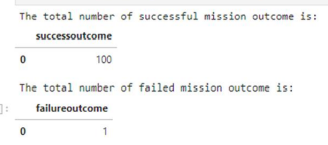 The total number of successful mission outcome is:
successoutcome
0 100
The total number of failed mission outcome is:
]: failureoutcome
0 1